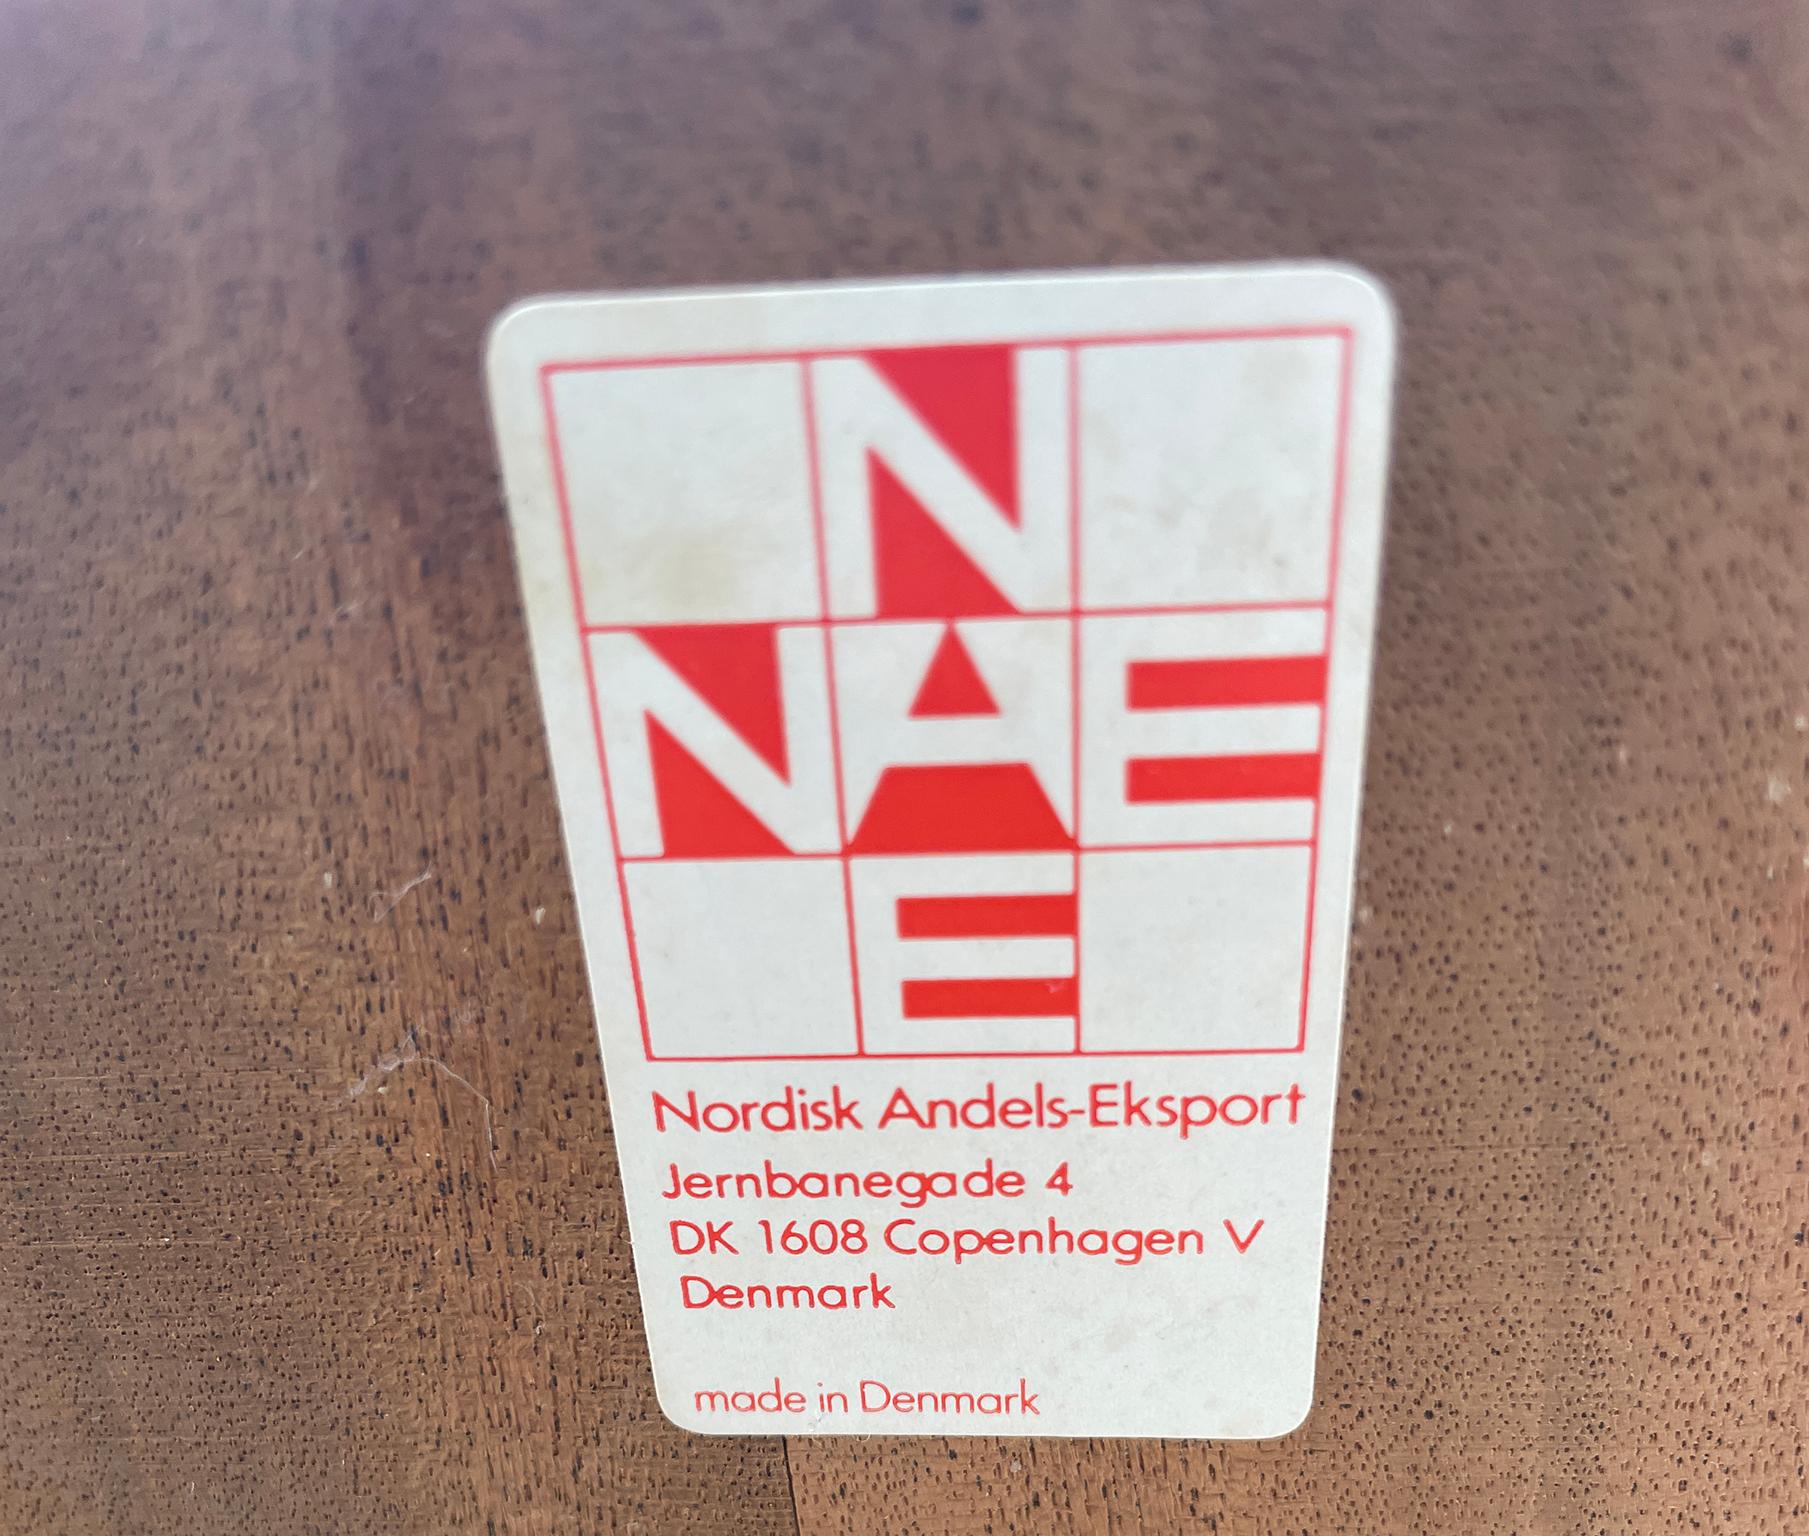 N
NAE
E
Nordisk Andels-Eksport
Jernbanegade 4
DK 1608 Copenhagen V
Denmark
made in Denmark